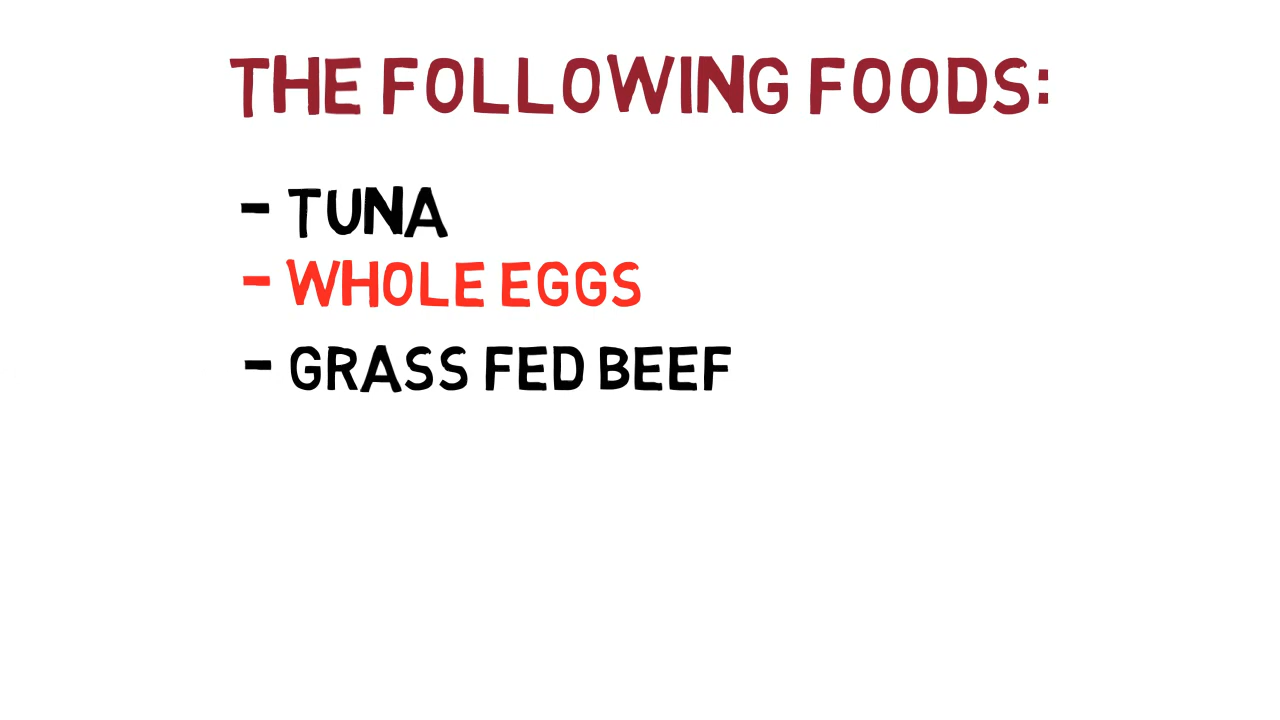 THE FOLLOWING FOODS:
- TUNA
- WHOLE EGGS
- GRASS FED BEEF